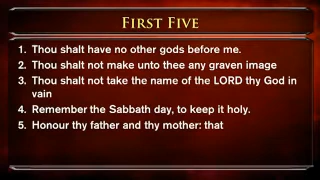 First Five
1. Thou shalt have no other gods before me.
2. Thou shalt not make unto thee any graven image
3. Thou shalt not take the name of the LORD thy God in
vain
4. Remember the Sabbath day, to keep it holy.
5. Honour thy father and thy mother: that